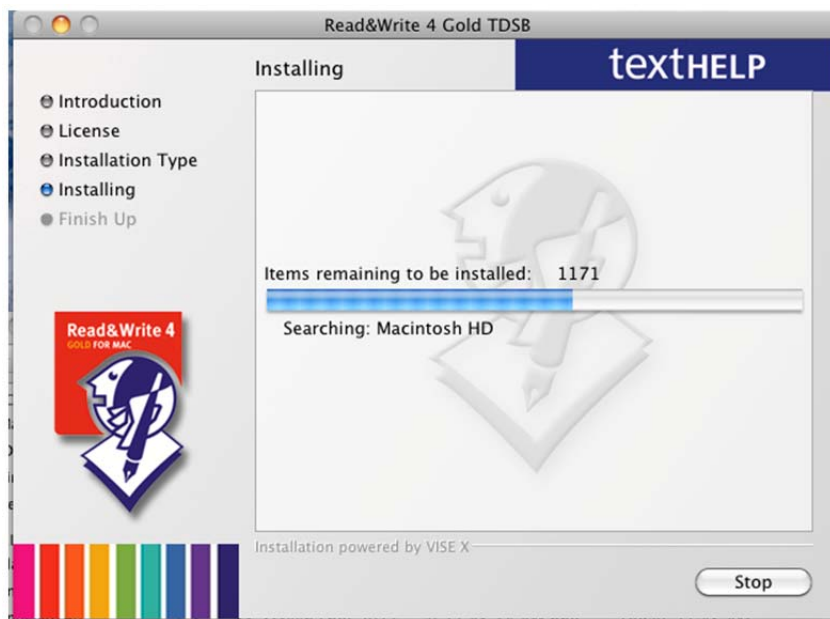 Read&Write 4 Gold TDSB
textHELP
Installing
Introduction
License
Installation Type
Installing
Finish Up
Items remaining to be installed: 1171
Searching: Macintosh HD
Read&Write 4
GOLD FOR MAC
Installation powered by VISE X
Stop